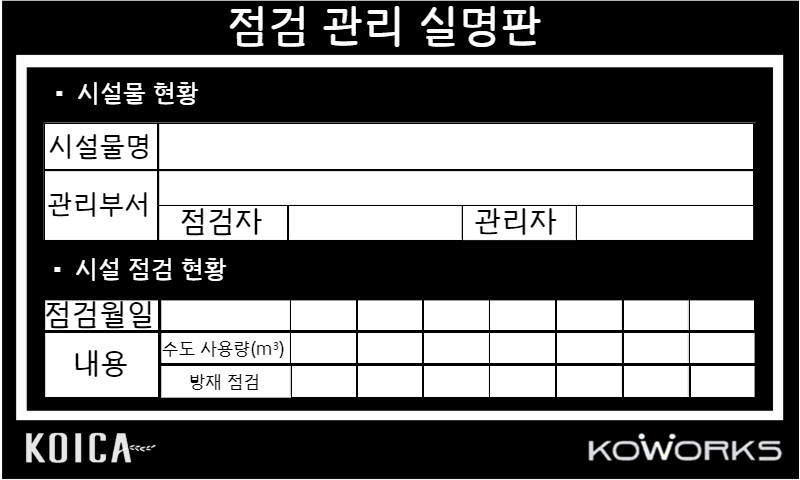 점검 관리 실명판
▪ 시설물 현황
시설물명
관리부서
점검자 관리자
▪ 시설 점검 현황
점검월일
내용
수도 사용량(m³)
방재 점검
KOICA
KOWORKS